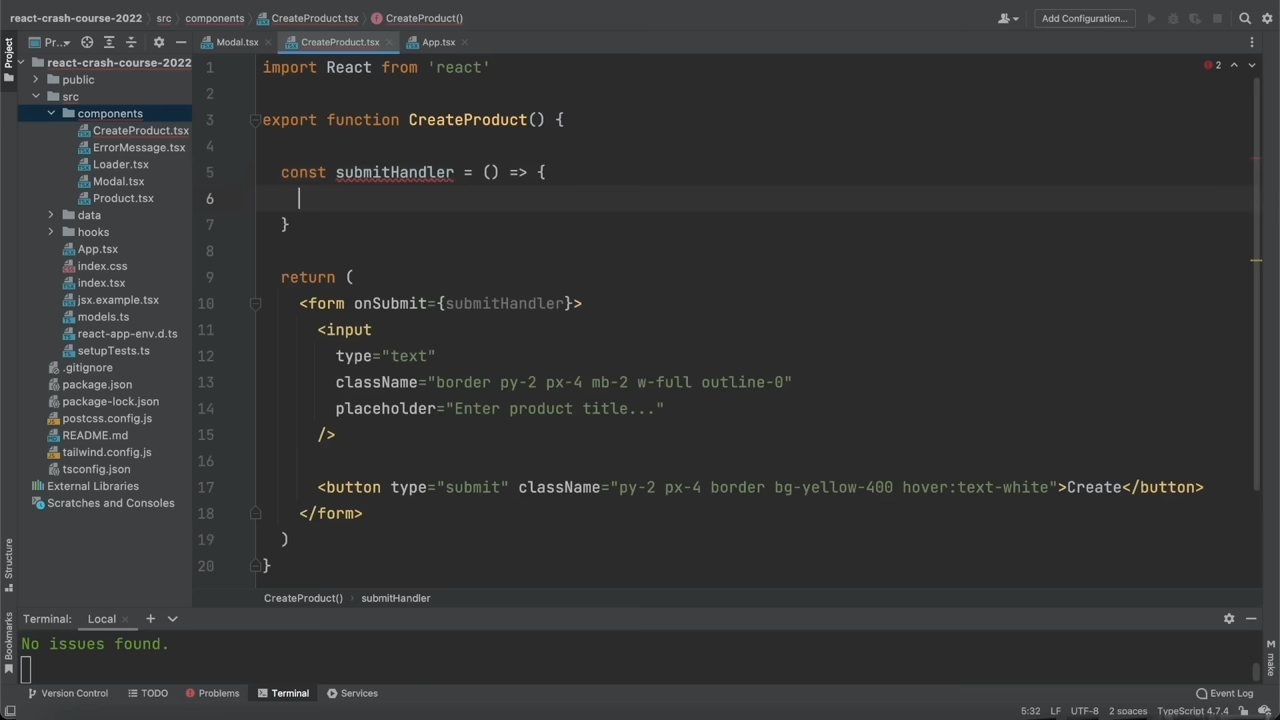 react-crash-course-2022 src components CreateProduct.tsx CreateProduct()
Add Configuration...
Pr... Modal.tsx CreateProduct.tsx App.tsx
Project
react-crash-course-2022
public
src
components
CreateProduct.tsx
ErrorMessage.tsx
Loader.tsx
Modal.tsx
Product.tsx
data
hooks
App.tsx
index.css
index.tsx
jsx.example.tsx
models.ts
react-app-env.d.ts
setupTests.ts
.gitignore
package.json
package-lock.json
postcss.config.js
README.md
tailwind.config.js
tsconfig.json
External Libraries
Scratches and Consoles
2
1 import React from 'react'
2
3 export function CreateProduct() {
4
5 const submitHandler = () => {
6
7 }
8
9 return (
10 <form onSubmit={submitHandler}>
11 <input
12 type="text"
13 className="border py-2 px-4 mb-2 w-full outline-0"
14 placeholder="Enter product title..."
15 />
16
17 <button type="submit" className="py-2 px-4 border bg-yellow-400 hover:text-white">Create</button>
18 </form>
19 )
20 }
CreateProduct() submitHandler
Structure
Bookmarks
Terminal: Local
No issues found.
M make
Version Control TODO Problems Terminal Services Event Log
5:32 LF UTF-8 2 spaces TypeScript 4.7.4